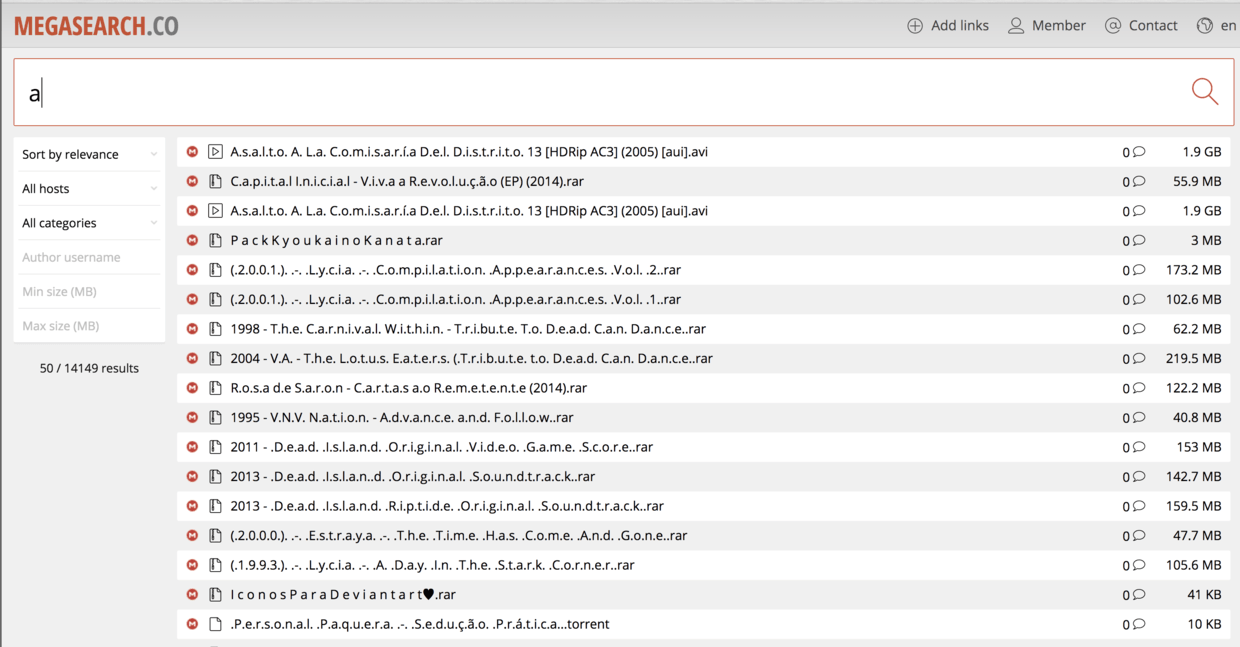 MEGASEARCH.CO Add links Member Contact en
a
Sort by relevance
All hosts
All categories
Author username
Min size (MB)
Max size (MB)
50 / 14149 results
A.s.a.l.t.o. A. L.a. C.o.m.i.s.a.r.í.a D.e.l. D.i.s.t.r.i.t.o. 13 [HDRip AC3] (2005) [aui].avi 0 1.9 GB
C.a.p.i.t.a.l I.n.i.c.i.a.l - V.i.v.a a R.e.v.o.l.u.ç.ã.o (EP) (2014).rar 0 55.9 MB
A.s.a.l.t.o. A. L.a. C.o.m.i.s.a.r.í.a D.e.l. D.i.s.t.r.i.t.o. 13 [HDRip AC3] (2005) [aui].avi 0 1.9 GB
P a c k K y o u k a i n o K a n a t a.rar 0 3 MB
(.2.0.0.1.). .-. .L.y.c.i.a. .-. .C.o.m.p.i.l.a.t.i.o.n. .A.p.p.e.a.r.a.n.c.e.s. .V.o.l. .2..rar 0 173.2 MB
(.2.0.0.1.). .-. .L.y.c.i.a. .-. .C.o.m.p.i.l.a.t.i.o.n. .A.p.p.e.a.r.a.n.c.e.s. .V.o.l. .1..rar 0 102.6 MB
1998 - T.h.e. C.a.r.n.i.v.a.l. W.i.t.h.i.n. - T.r.i.b.u.t.e. T.o. D.e.a.d. C.a.n. D.a.n.c.e..rar 0 62.2 MB
2004 - V.A. - T.h.e. L.o.t.u.s. E.a.t.e.r.s. (.T.r.i.b.u.t.e. t.o. D.e.a.d. C.a.n. D.a.n.c.e..rar 0 219.5 MB
R.o.s.a d.e S.a.r.o.n - C.a.r.t.a.s a.o R.e.m.e.t.e.n.t.e (2014).rar 0 122.2 MB
1995 - V.N.V. N.a.t.i.o.n. - A.d.v.a.n.c.e. a.n.d. F.o.l.l.o.w..rar 0 40.8 MB
2011 - .D.e.a.d. .I.s.l.a.n.d. .O.r.i.g.i.n.a.l. .V.i.d.e.o. .G.a.m.e. .S.c.o.r.e..rar 0 153 MB
2013 - .D.e.a.d. .I.s.l.a.n..d. .O.r.i.g.i.n.a.l. .S.o.u.n.d.t.r.a.c.k..rar 0 142.7 MB
2013 - .D.e.a.d. .I.s.l.a.n.d. .R.i.p.t.i.d.e. .O.r.i.g.i.n.a.l. .S.o.u.n.d.t.r.a.c.k..rar 0 159.5 MB
(.2.0.0.0.). .-. .E.s.t.r.a.y.a. .-. .T.h.e. .T.i.m.e. .H.a.s. .C.o.m.e. .A.n.d. .G.o.n.e..rar 0 47.7 MB
(.1.9.9.3.). .-. .L.y.c.i.a. .-. .A. .D.a.y. .I.n. .T.h.e. .S.t.a.r.k. .C.o.r.n.e.r..rar 0 105.6 MB
I c o n o s P a r a D e v i a n t a r t♥.rar 0 41 KB
.P.e.r.s.o.n.a.l. .P.a.q.u.e.r.a. .-. .S.e.d.u.ç.ã.o. .P.r.á.t.i.c.a...torrent 0 10 KB